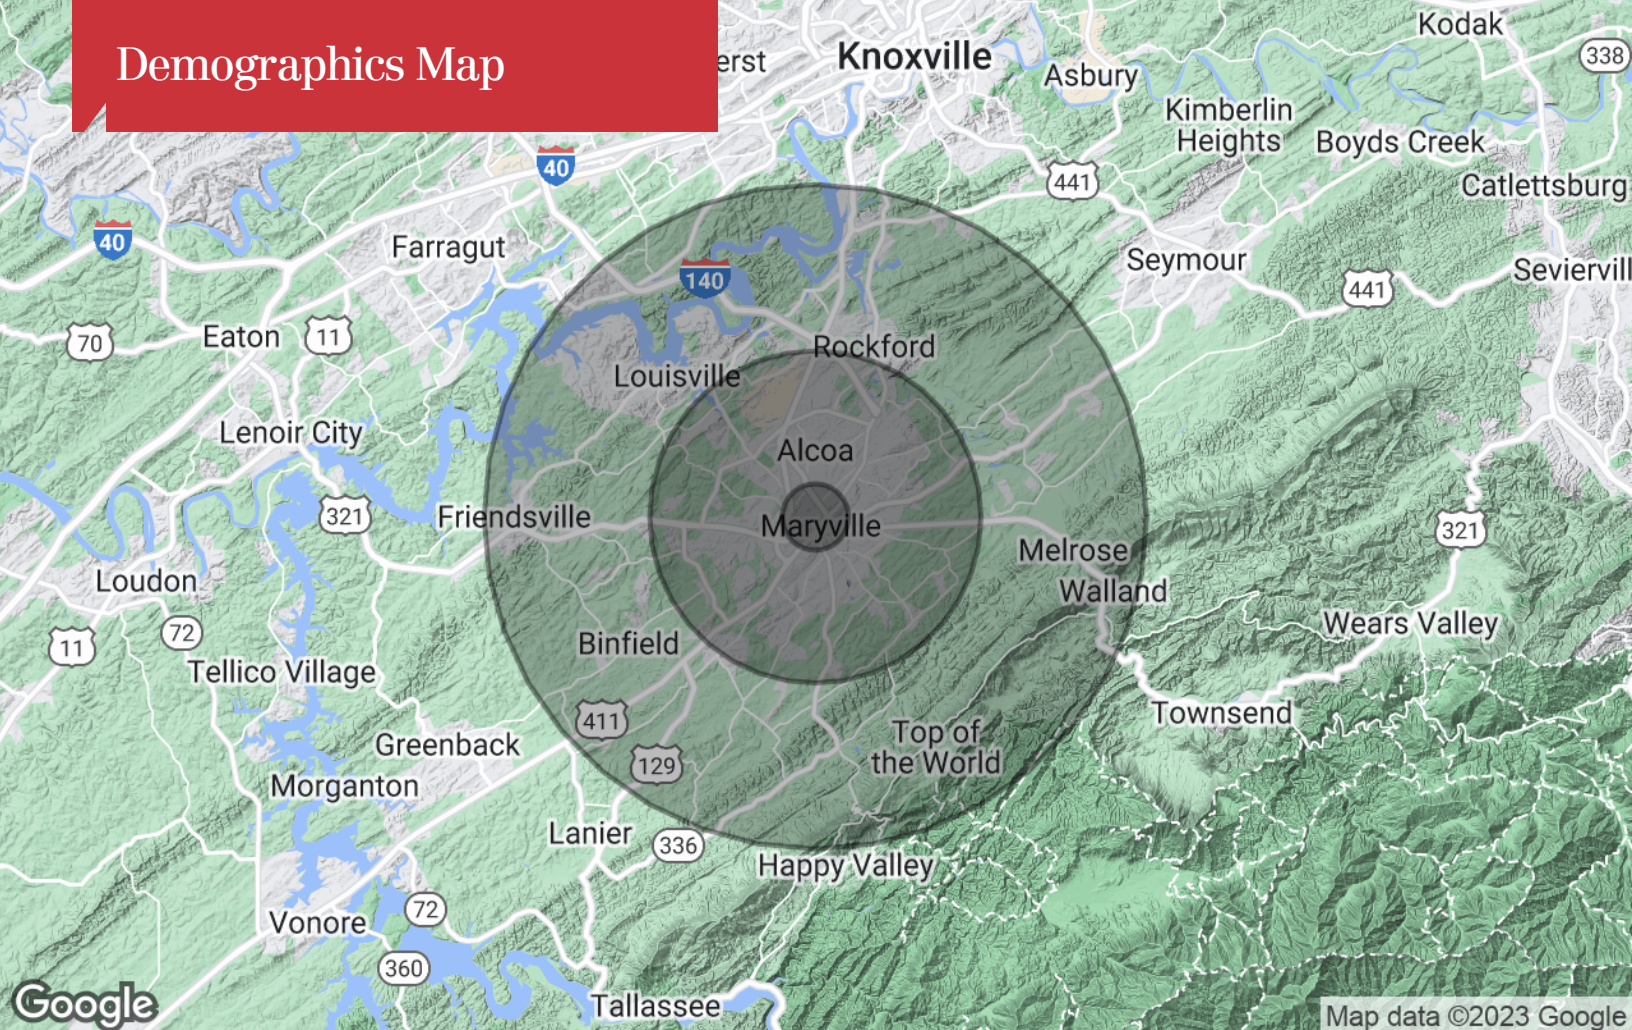 Demographics Map
erst
Knoxville
Kodak
338
Asbury
Kimberlin
Heights
Boyds Creek
40
441
Catlettsburg
40
Farragut
140
Seymour
441
Seviervill
70
Eaton
11
Rockford
Louisville
Lenoir City
Alcoa
321
Friendsville
Maryville
321
Melrose
Loudon
Walland
11
72
Binfield
Wears Valley
Tellico Village
411
Townsend
Greenback
129
Top of
the World
Morganton
Lanier
336
Happy Valley
72
Vonore
360
Google
Tallassee
Map data ©2023 Google